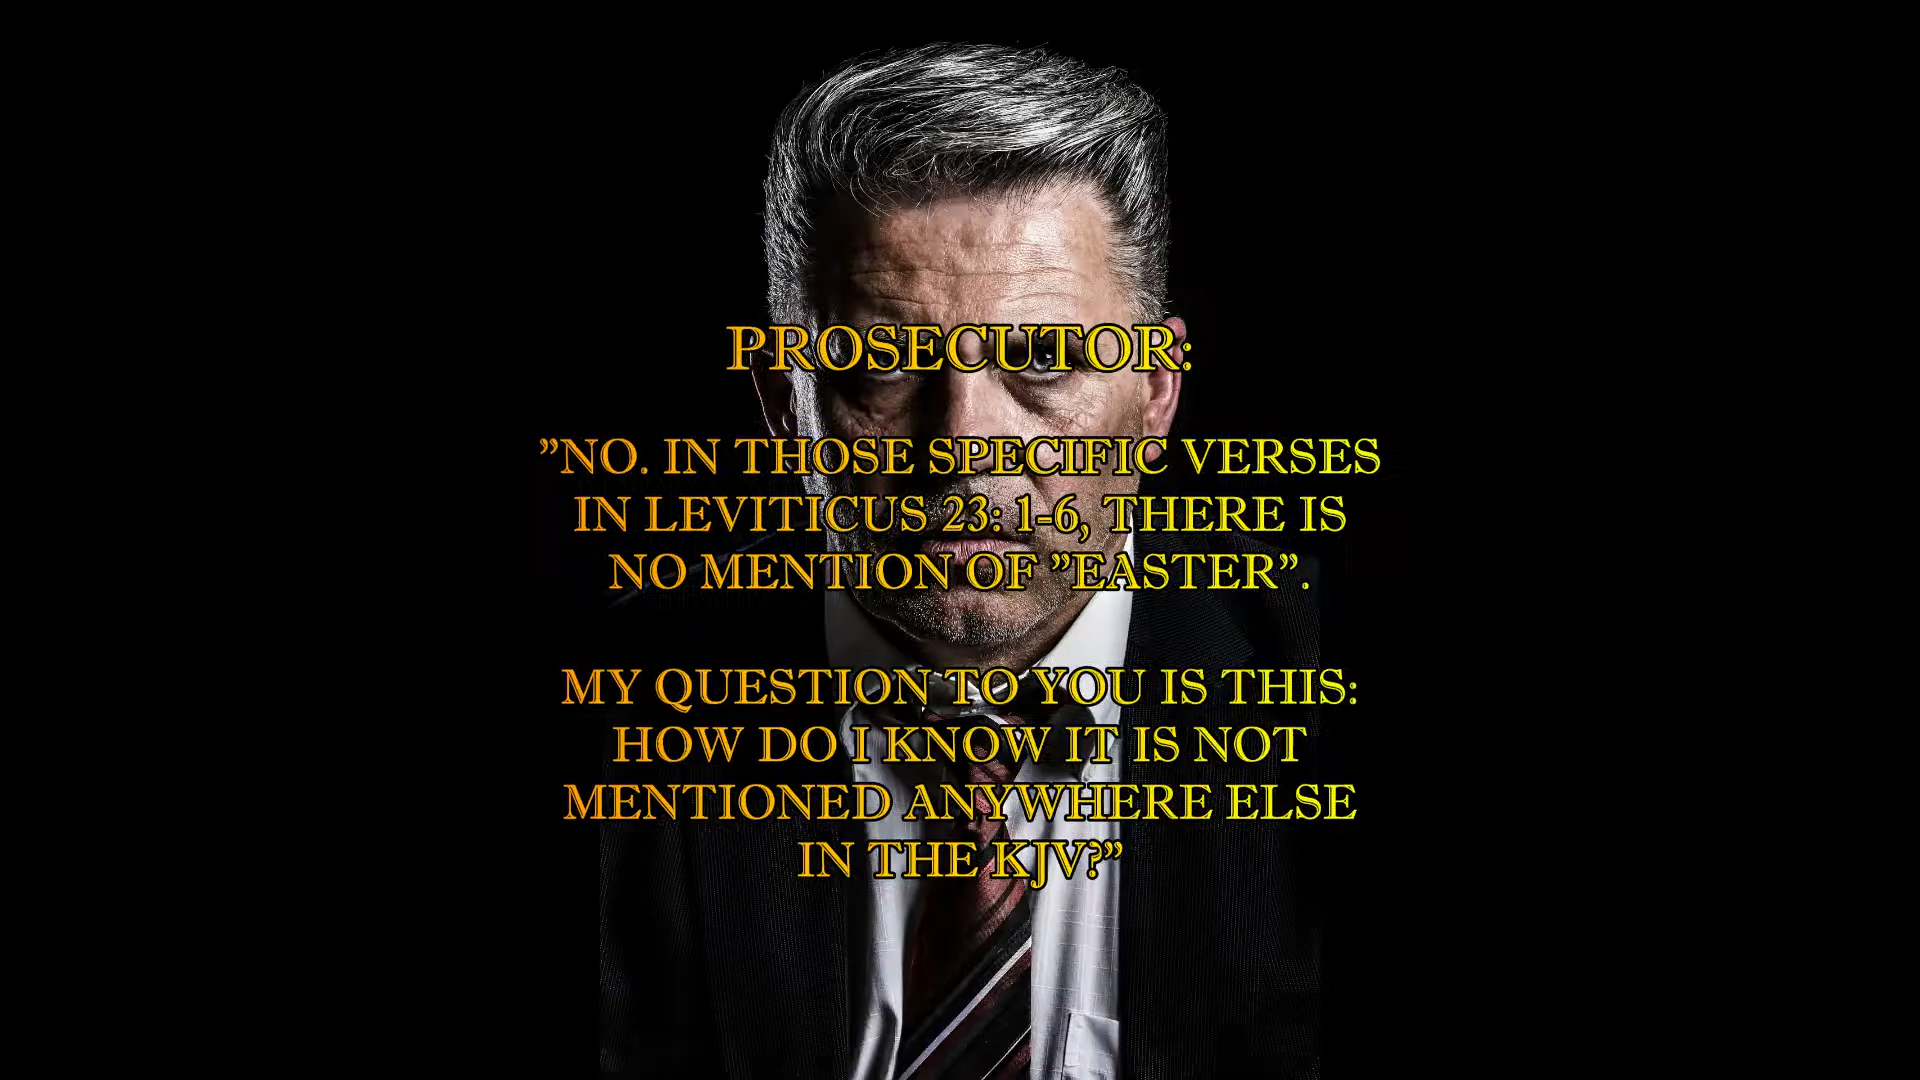 PROSECUTOR:
”NO. IN THOSE SPECIFIC VERSES
IN LEVITICUS 23: 1-6, THERE IS
NO MENTION OF ”EASTER”.
MY QUESTION TO YOU IS THIS:
HOW DO I KNOW IT IS NOT
MENTIONED ANYWHERE ELSE
IN THE KJV?”